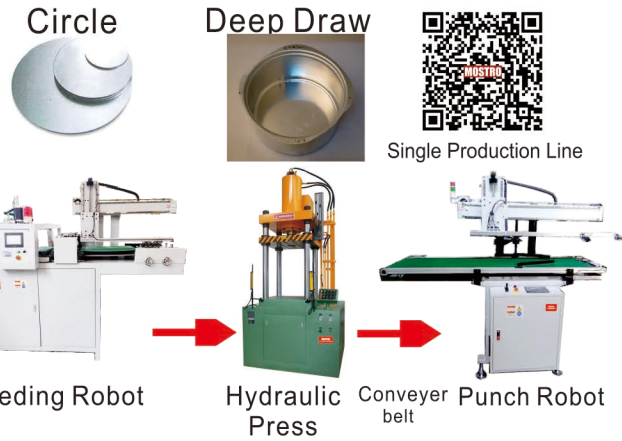 Circle
Deep Draw
MOSTRO
Single Production Line
eding Robot
Hydraulic
Press
Conveyer
belt
Punch Robot